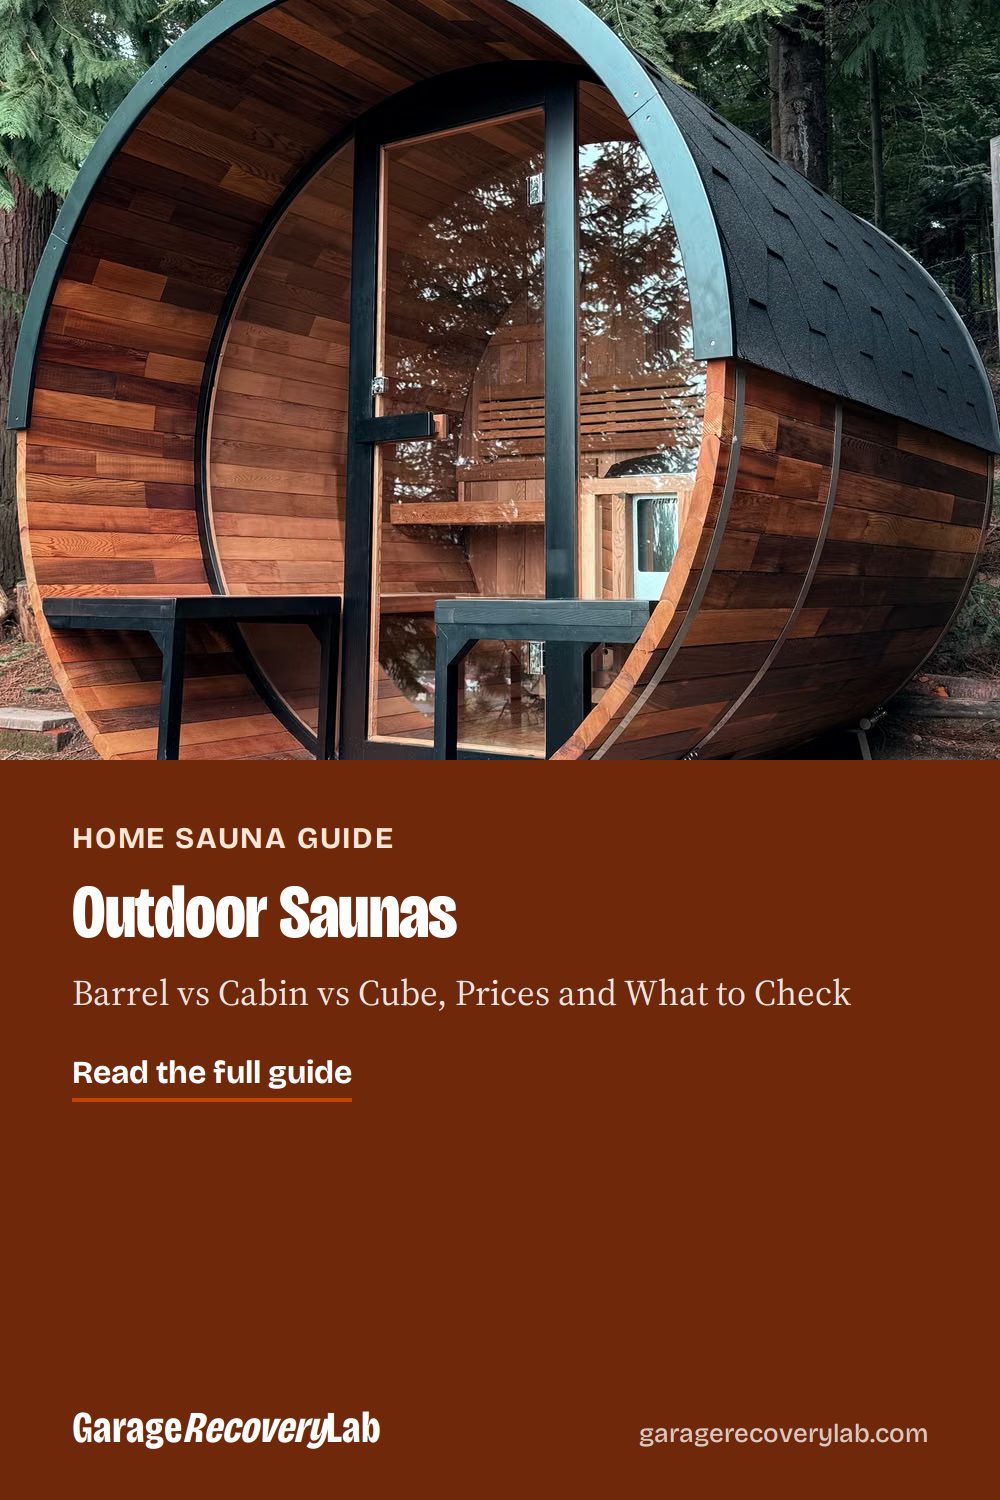 HOME SAUNA GUIDE
Outdoor Saunas
Barrel vs Cabin vs Cube, Prices and What to Check
Read the full guide
GarageRecoveryLab
garagerecoverylab.com